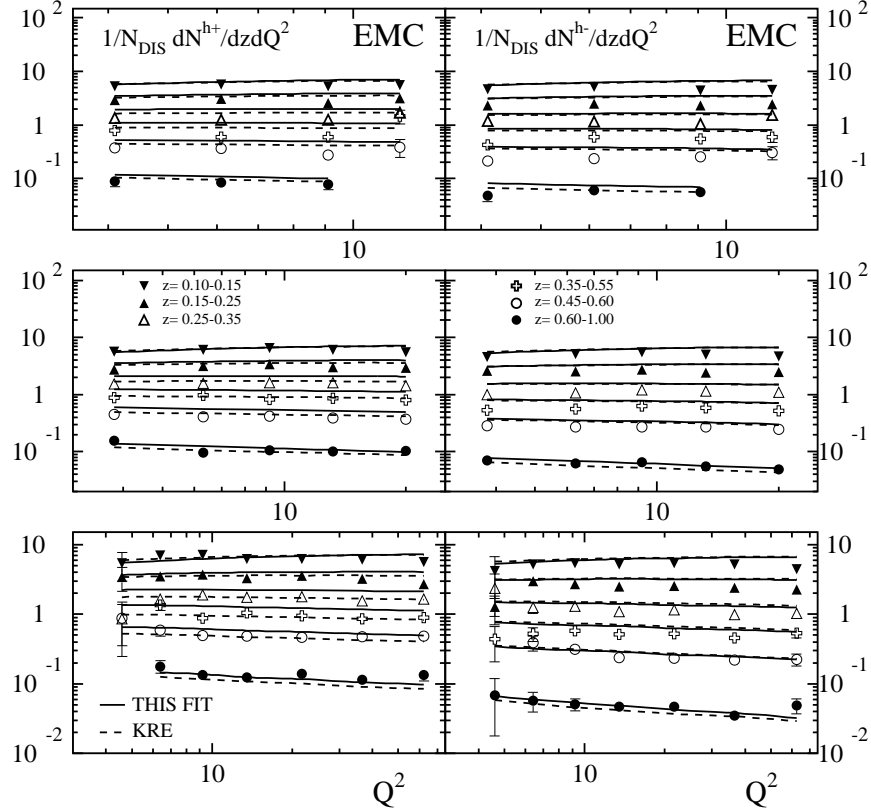 1/N_DIS dN^h+/dzdQ^2 EMC
1/N_DIS dN^h-/dzdQ^2 EMC
10^2
10
1
10^-1
10^2
10
1
10^-1
10
10
10^2
10
1
10^-1
z= 0.10-0.15
z= 0.15-0.25
z= 0.25-0.35
z= 0.35-0.55
z= 0.45-0.60
z= 0.60-1.00
10^2
10
1
10^-1
10
10
10
1
10^-1
10^-2
THIS FIT
KRE
10
1
10^-1
10^-2
10
10
Q^2
Q^2